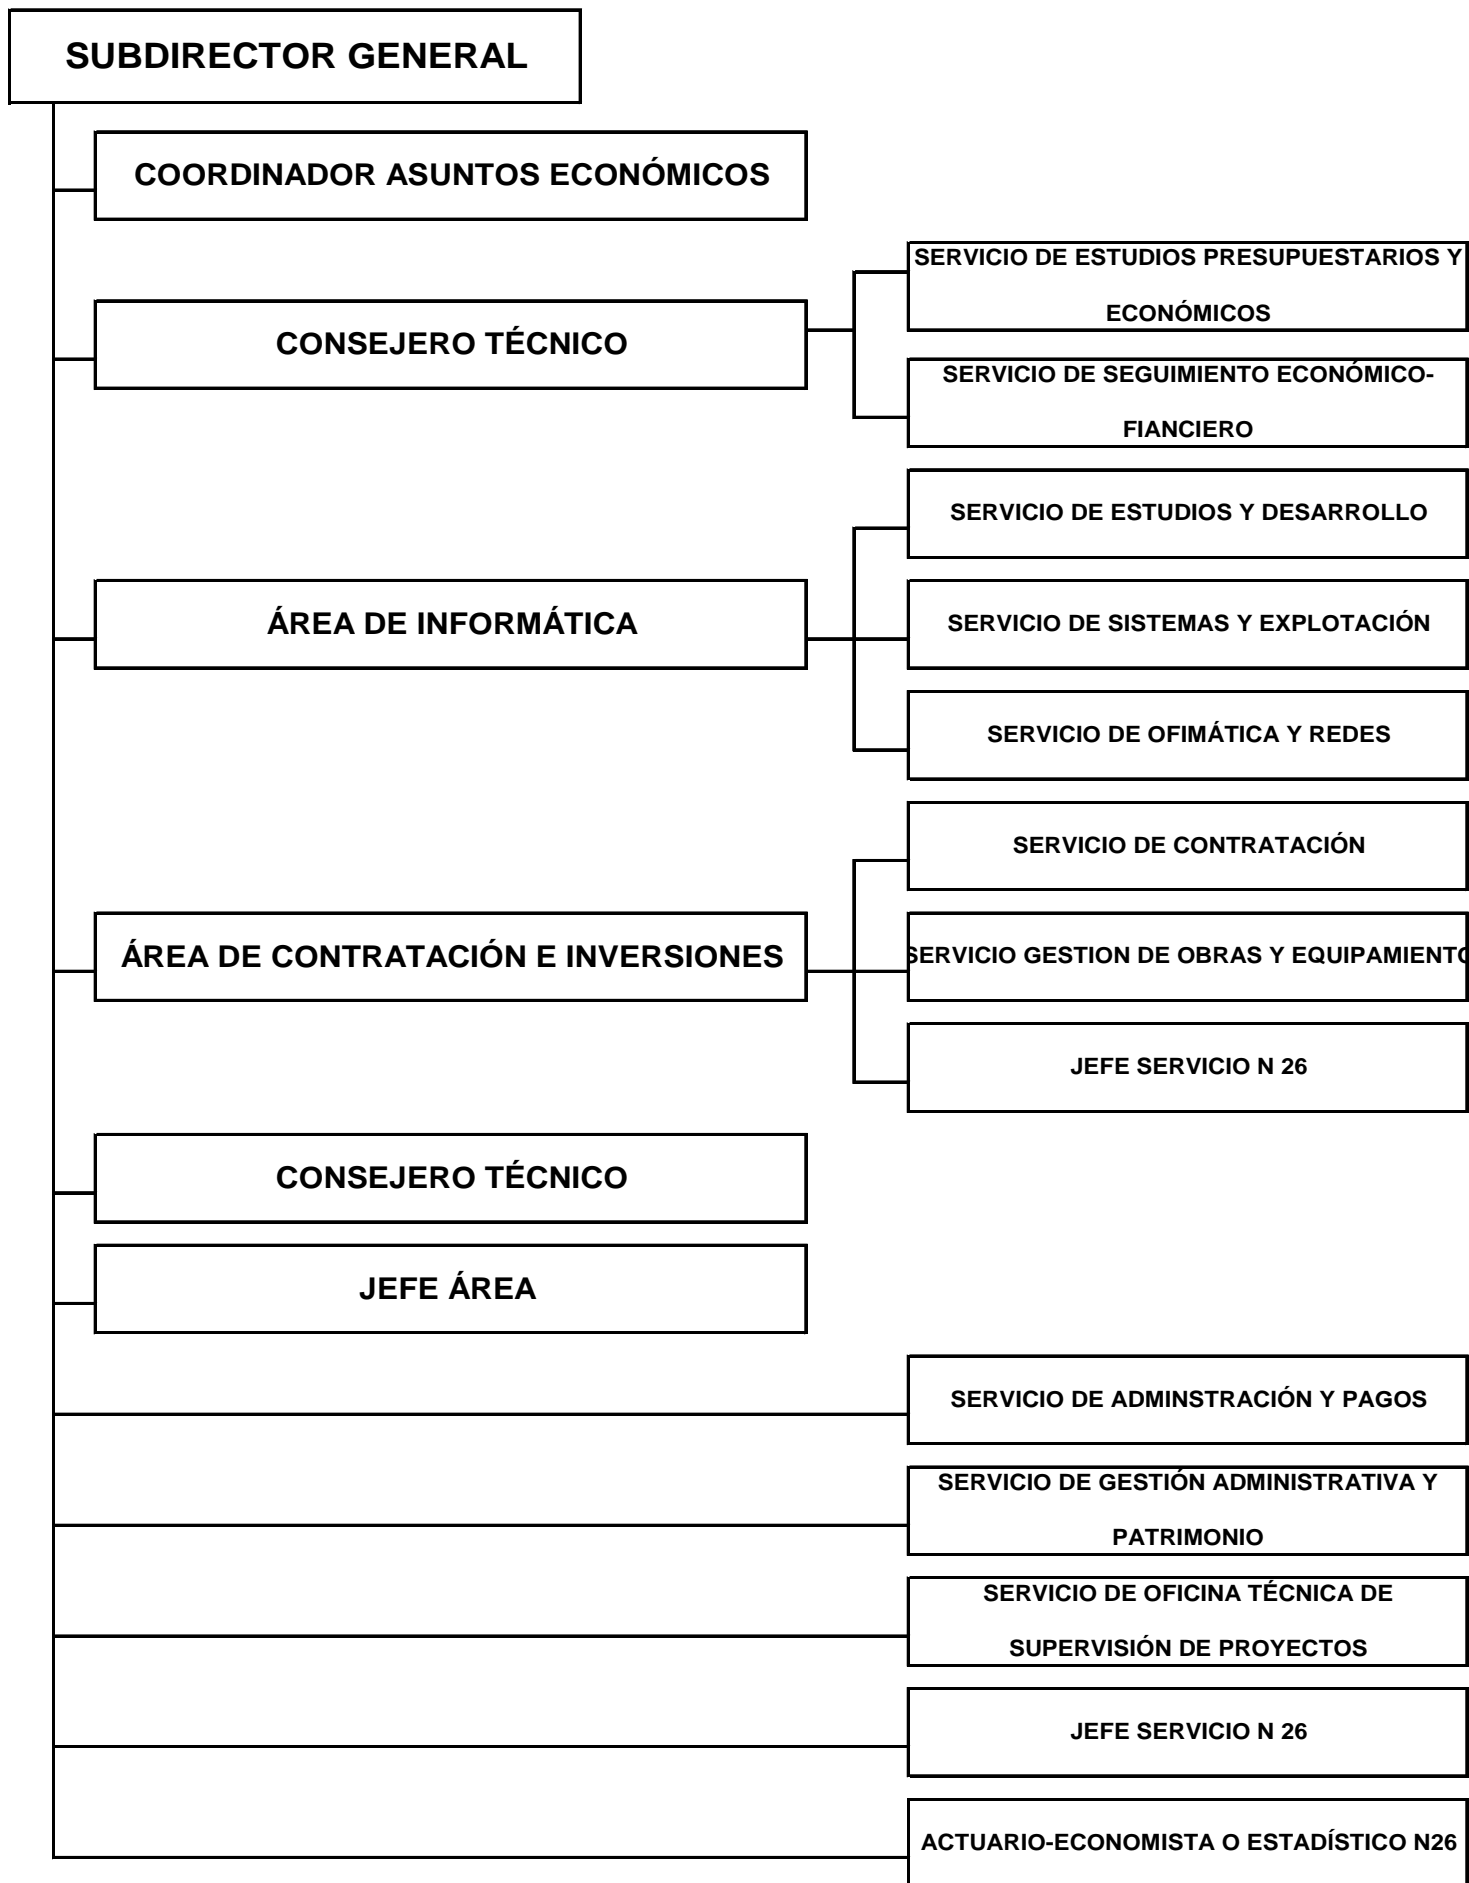 SUBDIRECTOR GENERAL
COORDINADOR ASUNTOS ECONÓMICOS
SERVICIO DE ESTUDIOS PRESUPUESTARIOS Y
ECONÓMICOS
CONSEJERO TÉCNICO
SERVICIO DE SEGUIMIENTO ECONÓMICO-
FIANCIERO
SERVICIO DE ESTUDIOS Y DESARROLLO
ÁREA DE INFORMÁTICA
SERVICIO DE SISTEMAS Y EXPLOTACIÓN
SERVICIO DE OFIMÁTICA Y REDES
SERVICIO DE CONTRATACIÓN
ÁREA DE CONTRATACIÓN E INVERSIONES
SERVICIO GESTION DE OBRAS Y EQUIPAMIENTO
JEFE SERVICIO N 26
CONSEJERO TÉCNICO
JEFE ÁREA
SERVICIO DE ADMINSTRACIÓN Y PAGOS
SERVICIO DE GESTIÓN ADMINISTRATIVA Y
PATRIMONIO
SERVICIO DE OFICINA TÉCNICA DE
SUPERVISIÓN DE PROYECTOS
JEFE SERVICIO N 26
ACTUARIO-ECONOMISTA O ESTADÍSTICO N26